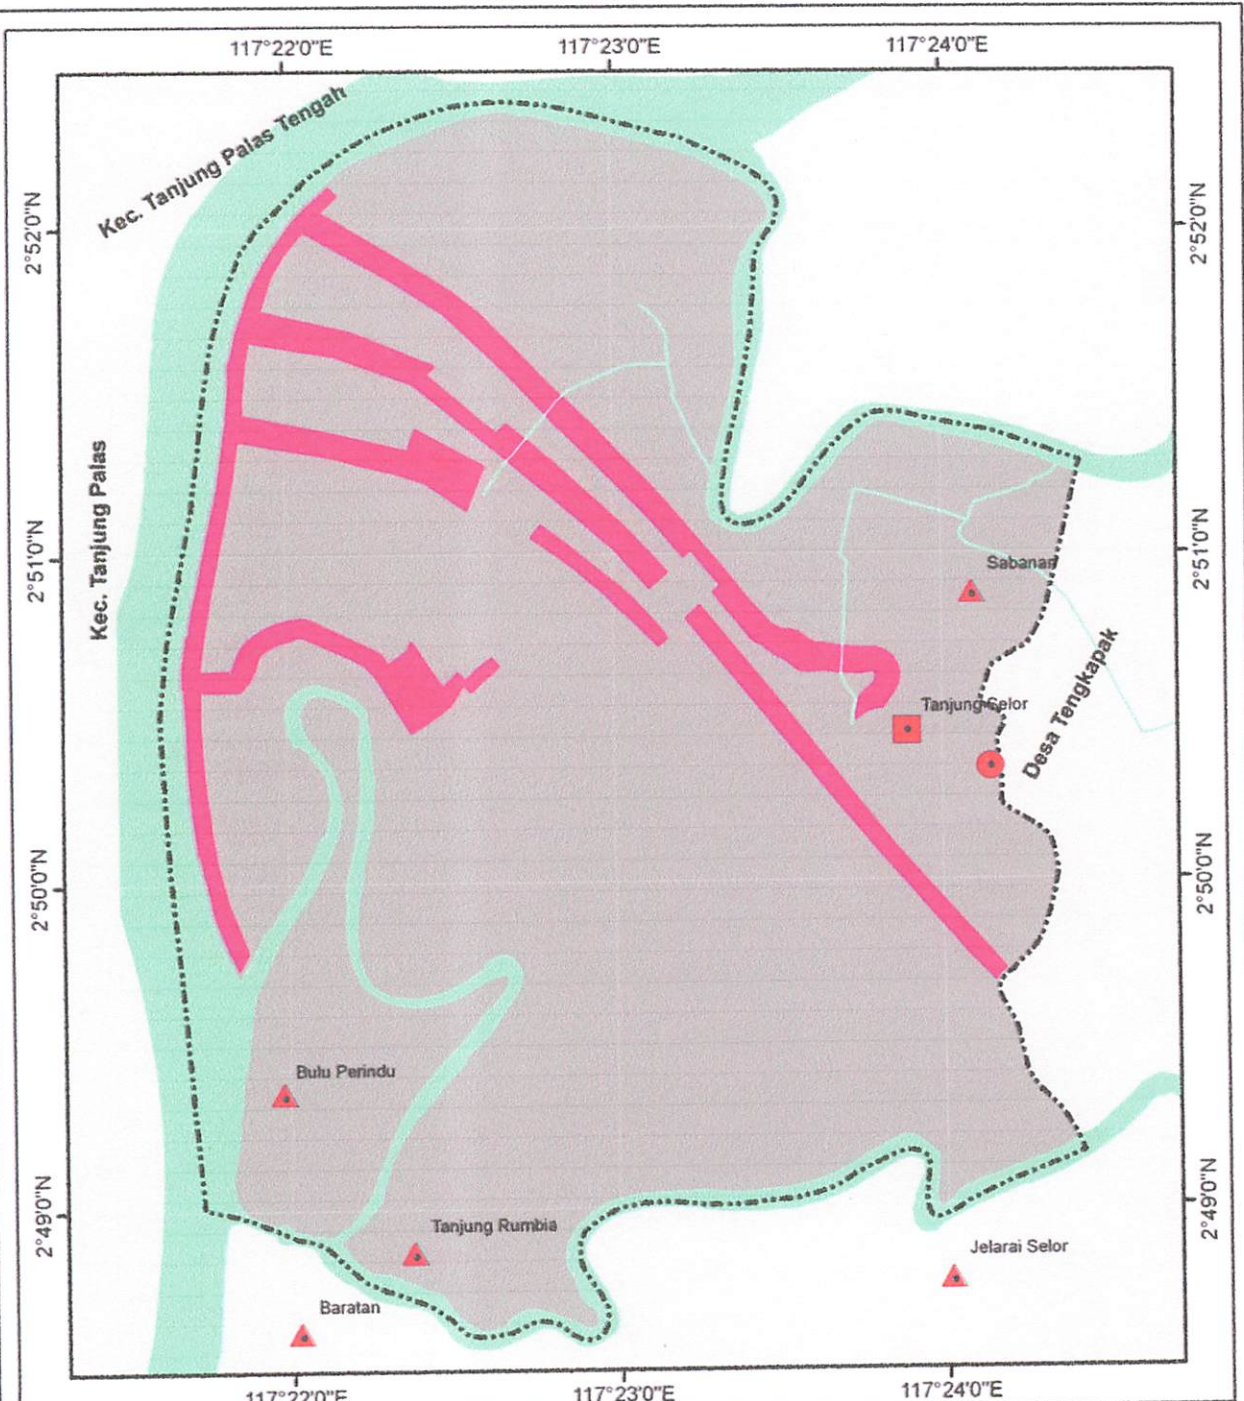 117°22'0"E
117°23'0"E
117°24'0"E
Kec. Tanjung Palas Tengah
2°52'0"N
2°52'0"N
Kec. Tanjung Palas
2°51'0"N
2°51'0"N
Sabanar
Tanjung Selor
Desa Tengkapak
2°50'0"N
2°50'0"N
Bulu Perindu
2°49'0"N
2°49'0"N
Tanjung Rumbia
Jelarai Selor
Baratan
117°22'0"E
117°23'0"E
117°24'0"E